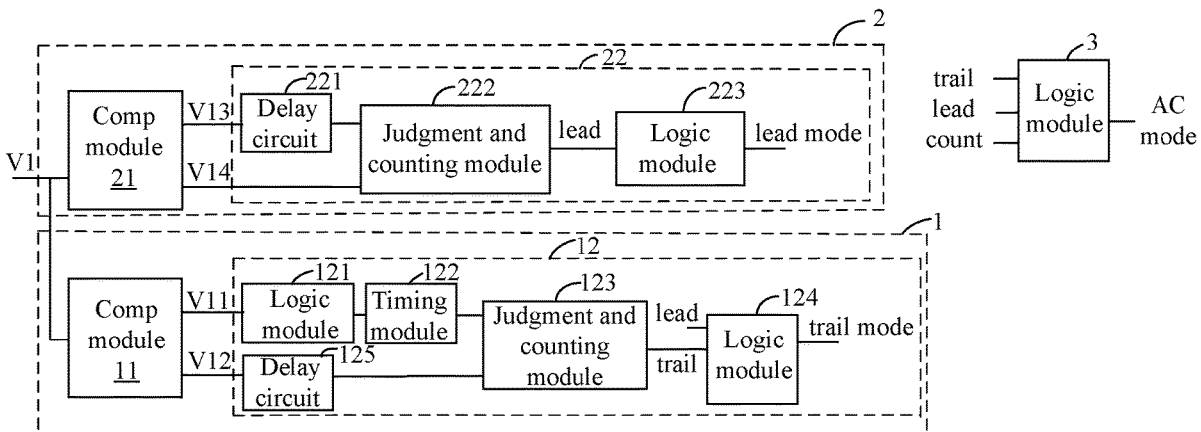 2
22
221
222
223
V1
Comp
module
21
V13
V14
Delay
circuit
Judgment and
counting module
lead
Logic
module
lead mode
3
trail
lead
count
Logic
module
AC
mode
1
12
121
122
123
124
125
Comp
module
11
V11
V12
Logic
module
Timing
module
Delay
circuit
Judgment and
counting
module
lead
trail
Logic
module
trail mode